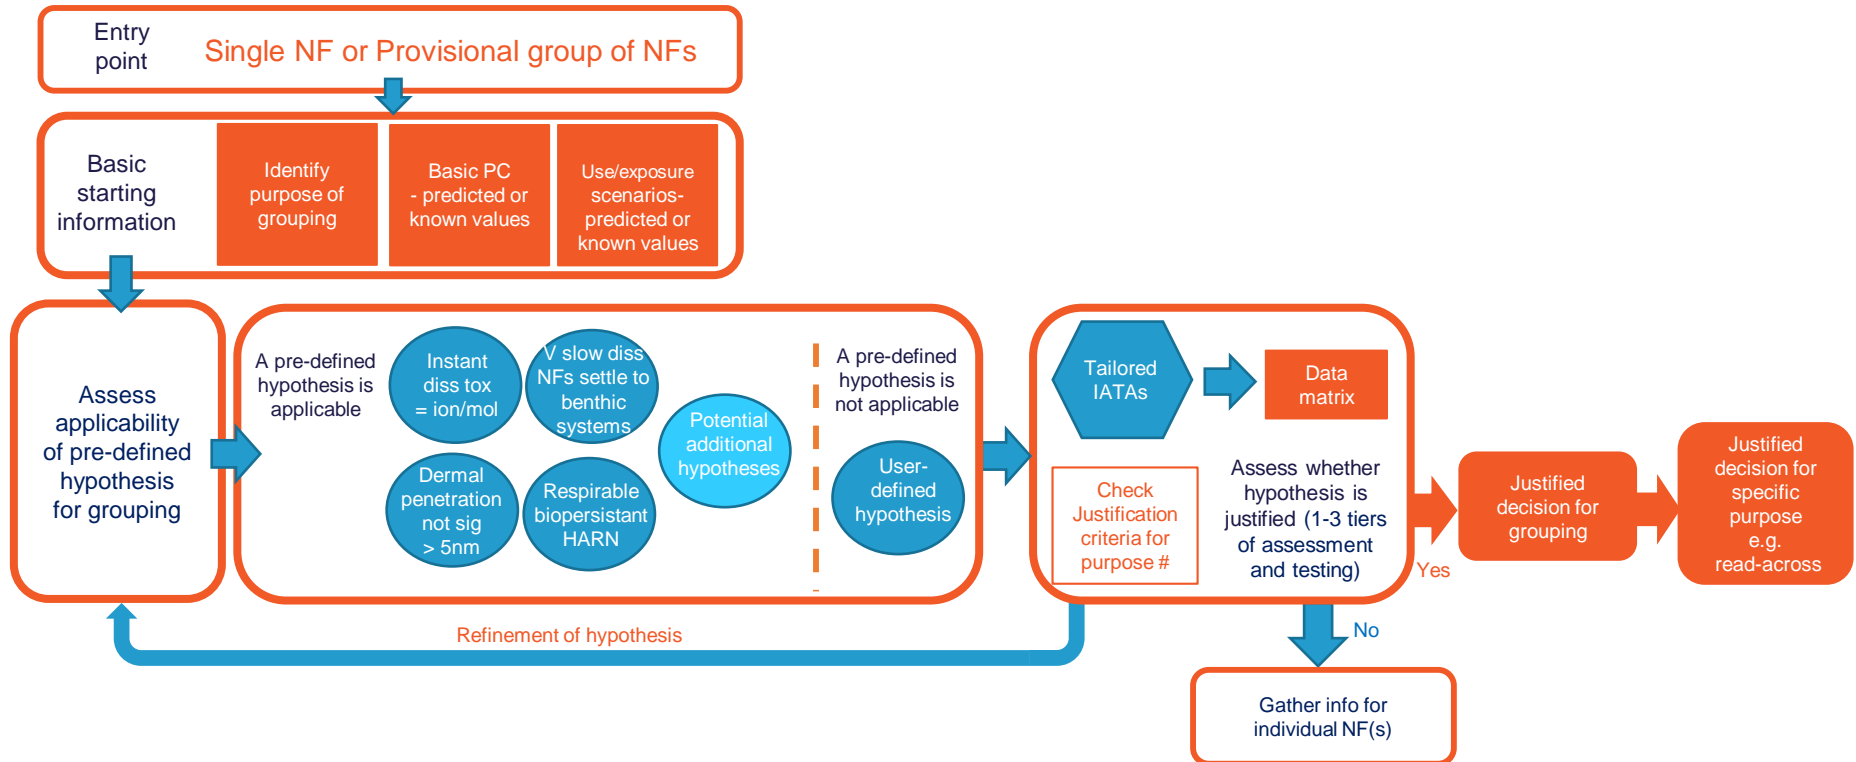 Entry
point
Single NF or Provisional group of NFs
Basic
starting
information
Identify
purpose of
grouping
Basic PC
- predicted or
known values
Use/exposure
scenarios-
predicted or
known values
Assess
applicability
of pre-defined
hypothesis
for grouping
A pre-defined
hypothesis is
applicable
Instant
diss tox
= ion/mol
V slow diss
NFs settle to
benthic
systems
Dermal
penetration
not sig
> 5nm
Respirable
biopersistant
HARN
Potential
additional
hypotheses
A pre-defined
hypothesis is
not applicable
User-
defined
hypothesis
Tailored
IATAs
Data
matrix
Check
Justification
criteria for
purpose #
Assess whether
hypothesis is
justified (1-3 tiers
of assessment
and testing)
Yes
Justified
decision for
grouping
Justified
decision for
specific
purpose
e.g.
read-across
Refinement of hypothesis
No
Gather info for
individual NF(s)